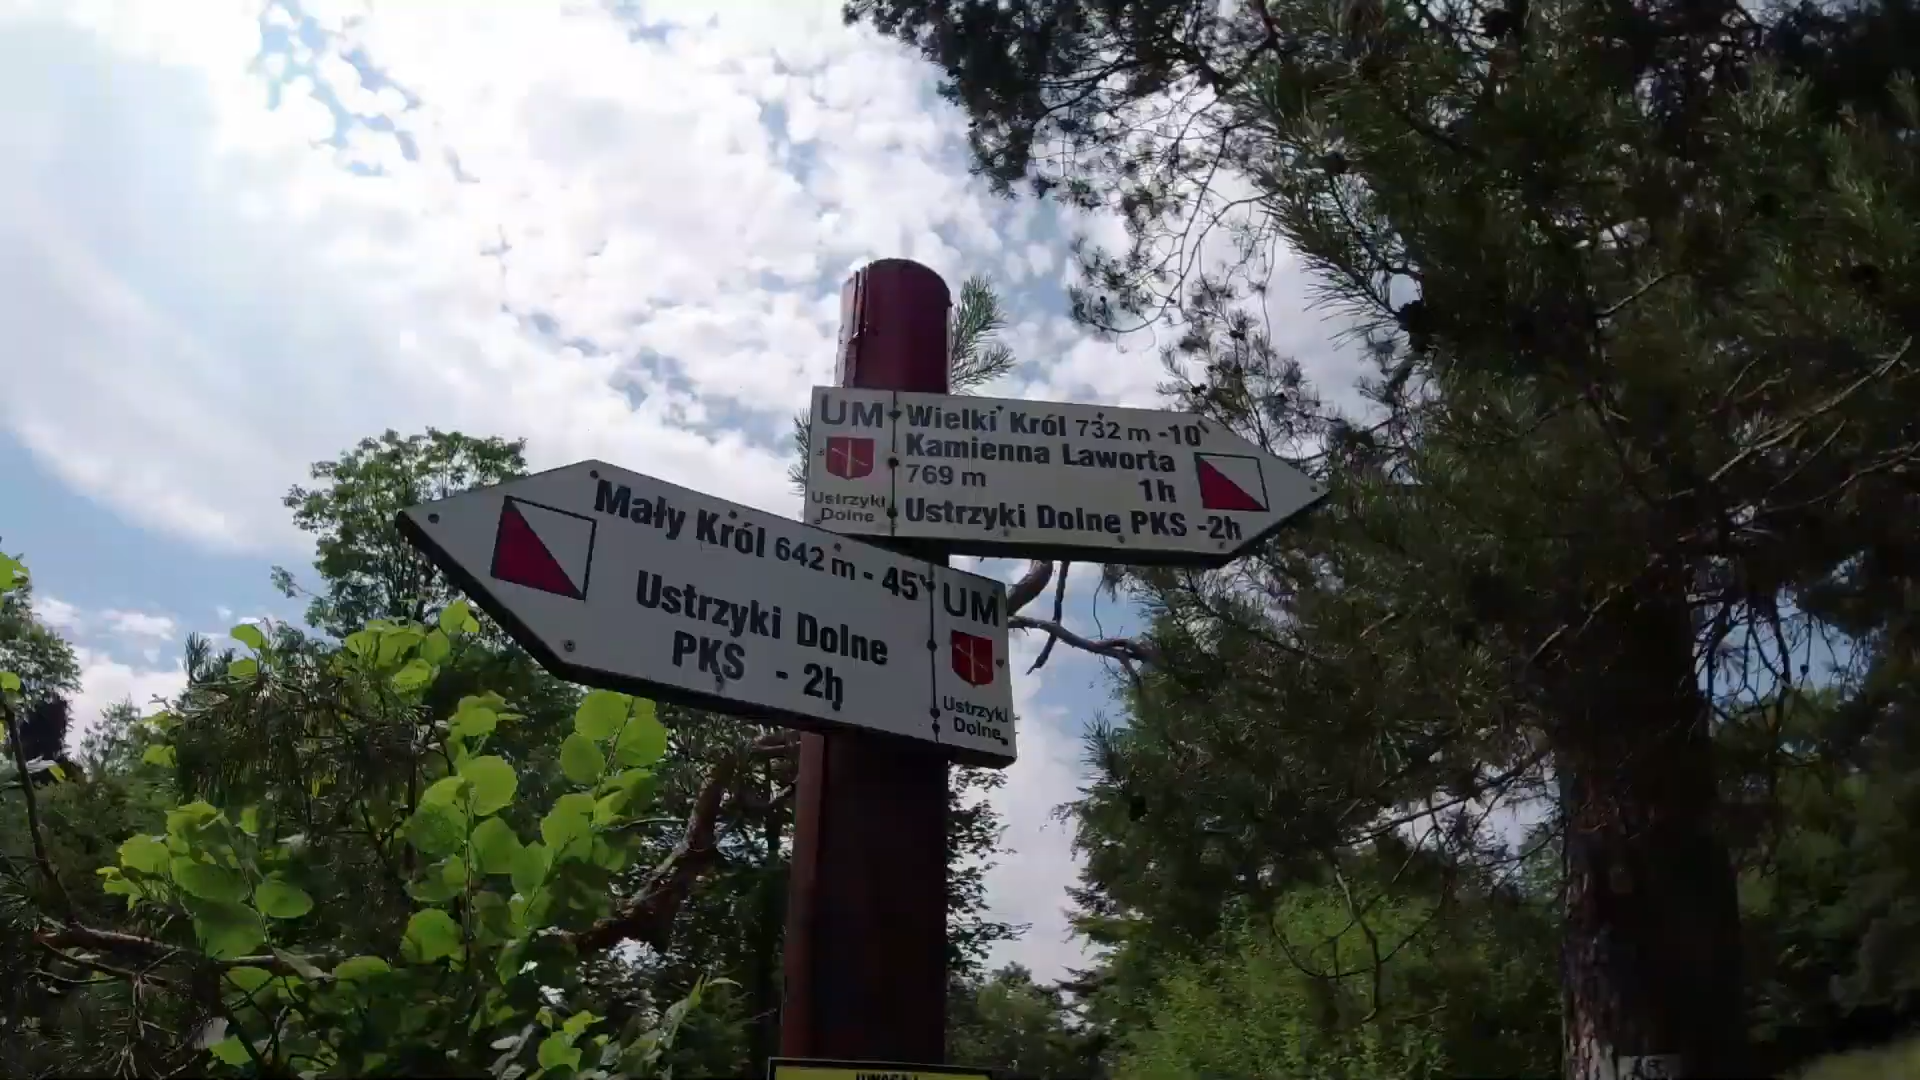 UM
Ustrzyki
Dolne
Wielki Król 732 m -10'
Kamienna Laworta
769 m 1h
Ustrzyki Dolne PKS -2h
Mały Król 642 m - 45'
Ustrzyki Dolne
PKS - 2h
UM
Ustrzyki
Dolne
UWAGA!